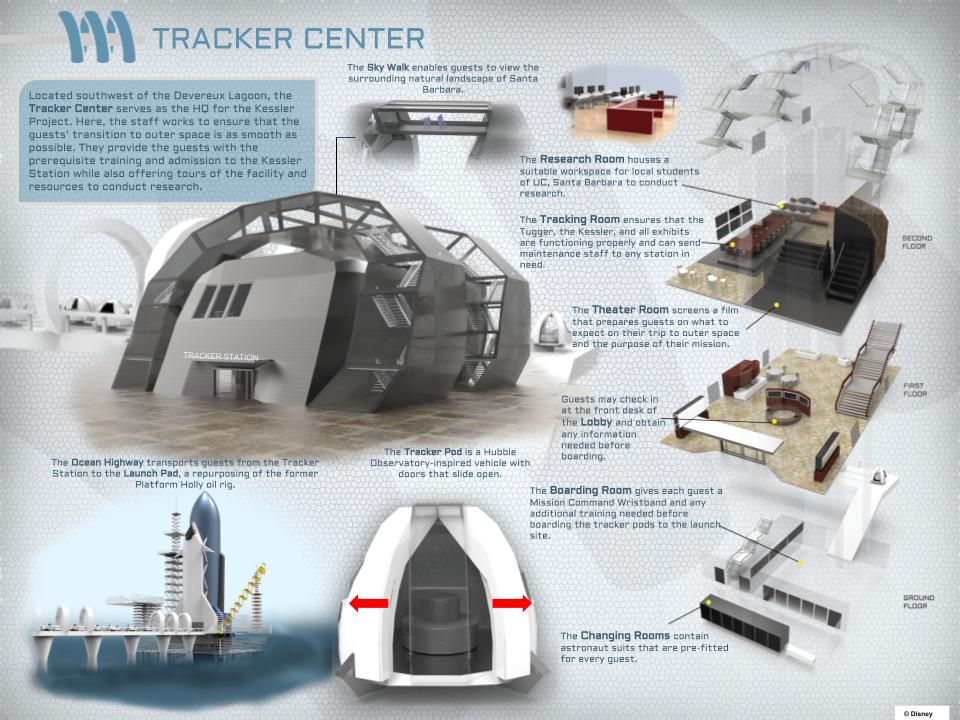 TRACKER CENTER
Located southwest of the Devereux Lagoon, the
Tracker Center serves as the HQ for the Kessler
Project. Here, the staff works to ensure that the
guests' transition to outer space is as smooth as
possible. They provide the guests with the
prerequisite training and admission to the Kessler
Station while also offering tours of the facility and
resources to conduct research.
The Sky Walk enables guests to view the
surrounding natural landscape of Santa
Barbara.
The Research Room houses a
suitable workspace for local students
of UC, Santa Barbara to conduct
research.
The Tracking Room ensures that the
Tugger, the Kessler, and all exhibits
are functioning properly and can send
maintenance staff to any station in
need.
SECOND
FLOOR
The Theater Room screens a film
that prepares guests on what to
expect on their trip to outer space
and the purpose of their mission.
TRACKER STATION
FIRST
FLOOR
Guests may check in
at the front desk of
the Lobby and obtain
any information
needed before
boarding.
The Ocean Highway transports guests from the Tracker
Station to the Launch Pad, a repurposing of the former
Platform Holly oil rig.
The Tracker Pod is a Hubble
Observatory-inspired vehicle with
doors that slide open.
The Boarding Room gives each guest a
Mission Command Wristband and any
additional training needed before
boarding the tracker pods to the launch
site.
GROUND
FLOOR
The Changing Rooms contain
astronaut suits that are pre-fitted
for every guest.
© Disney